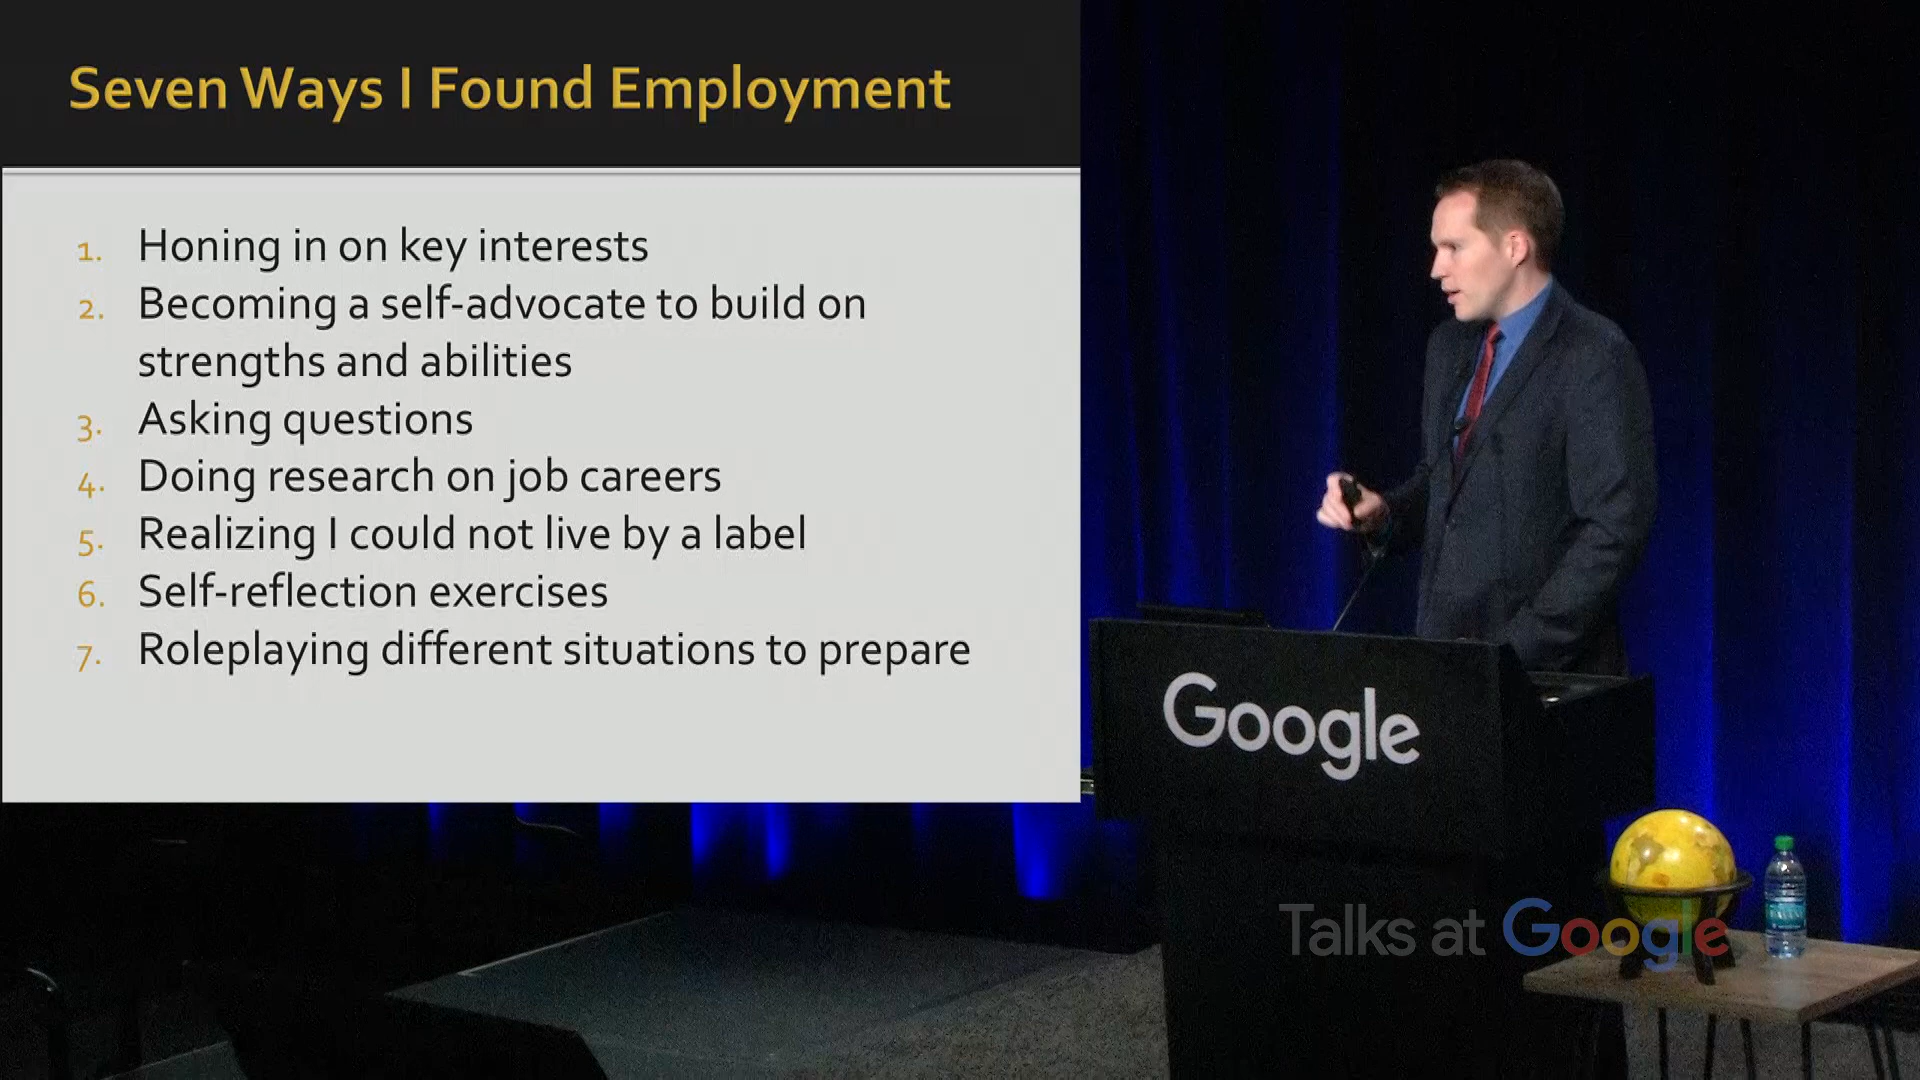 Seven Ways I Found Employment
1. Honing in on key interests
2. Becoming a self-advocate to build on
strengths and abilities
3. Asking questions
4. Doing research on job careers
5. Realizing I could not live by a label
6. Self-reflection exercises
7. Roleplaying different situations to prepare
Google
Talks at Google